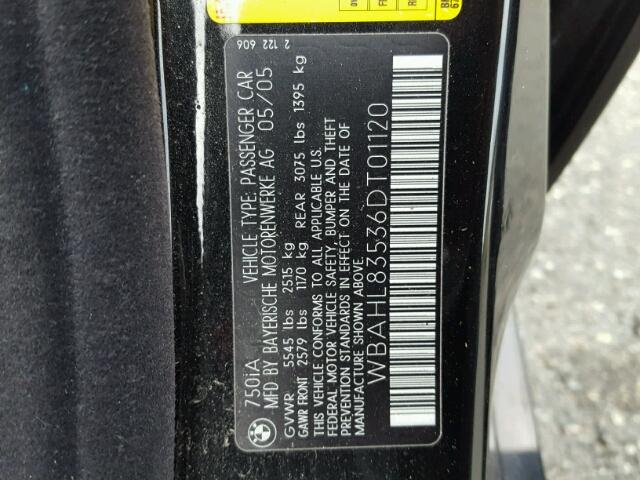 750iA VEHICLE TYPE: PASSENGER CAR
MFD BY BAYERISCHE MOTORENWERKE AG 05/05
GVWR 5545 lbs 2515 kg
GAWR FRONT 2579 lbs 1170 kg REAR 3075 lbs 1395 kg
THIS VEHICLE CONFORMS TO ALL APPLICABLE U.S.
FEDERAL MOTOR VEHICLE SAFETY, BUMPER AND THEFT
PREVENTION STANDARDS IN EFFECT ON THE DATE OF
MANUFACTURE SHOWN ABOVE.
WBAHL83536DT01120
2 122 606